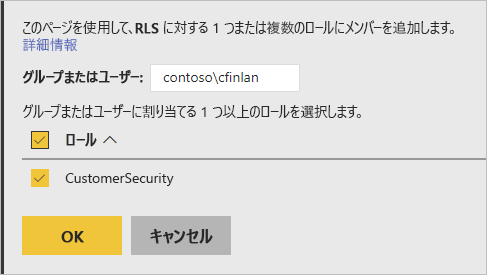 このページを使用して、RLS に対する 1 つまたは複数のロールにメンバーを追加します。
詳細情報
グループまたはユーザー: contoso\cfinlan
グループまたはユーザーに割り当てる 1 つ以上のロールを選択します。
ロール
CustomerSecurity
OK キャンセル